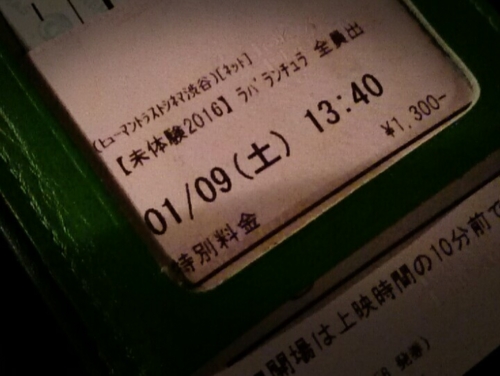 (ヒューマントラストシネマ渋谷)[ネット]
【未体験2016】 ラバランチュラ 全員出
01/09(土) 13:40
¥1,300-
特別料金
開場は上映時間の10分前で
発券)